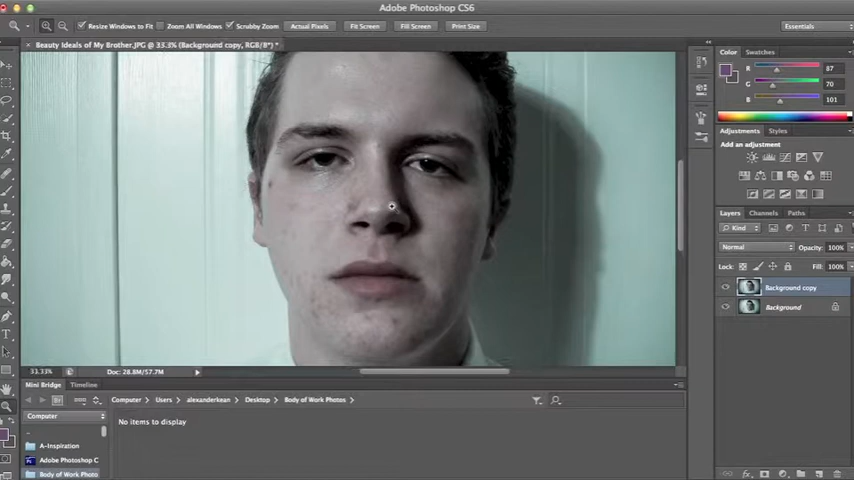 Adobe Photoshop CS6
Resize Windows to Fit Zoom All Windows Scrubby Zoom Actual Pixels Fit Screen Fill Screen Print Size Essentials
Beauty Ideals of My Brother.JPG @ 33.3% (Background copy, RGB/8*) *
Color Swatches
R 87
G 70
B 101
Adjustments Styles
Add an adjustment
Layers Channels Paths
Kind
Normal Opacity: 100%
Lock: Fill: 100%
Background copy
Background
33.33% Doc: 28.8M/57.7M
Mini Bridge Timeline
Computer Users alexanderkean Desktop Body of Work Photos
Computer
No items to display
A-Inspiration
Adobe Photoshop C
Body of Work Photo